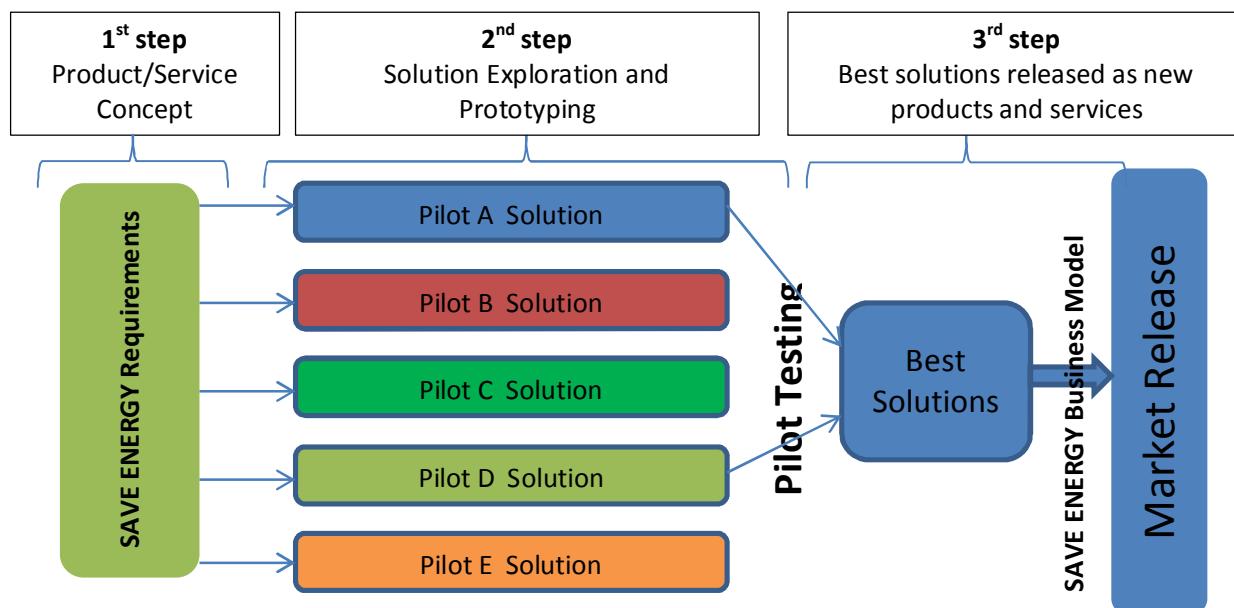 1st step
Product/Service
Concept
2nd step
Solution Exploration and
Prototyping
3rd step
Best solutions released as new
products and services
SAVE ENERGY Requirements
Pilot A  Solution
Pilot B  Solution
Pilot C  Solution
Pilot D  Solution
Pilot E  Solution
Pilot Testing
Best
Solutions
SAVE ENERGY Business Model
Market Release